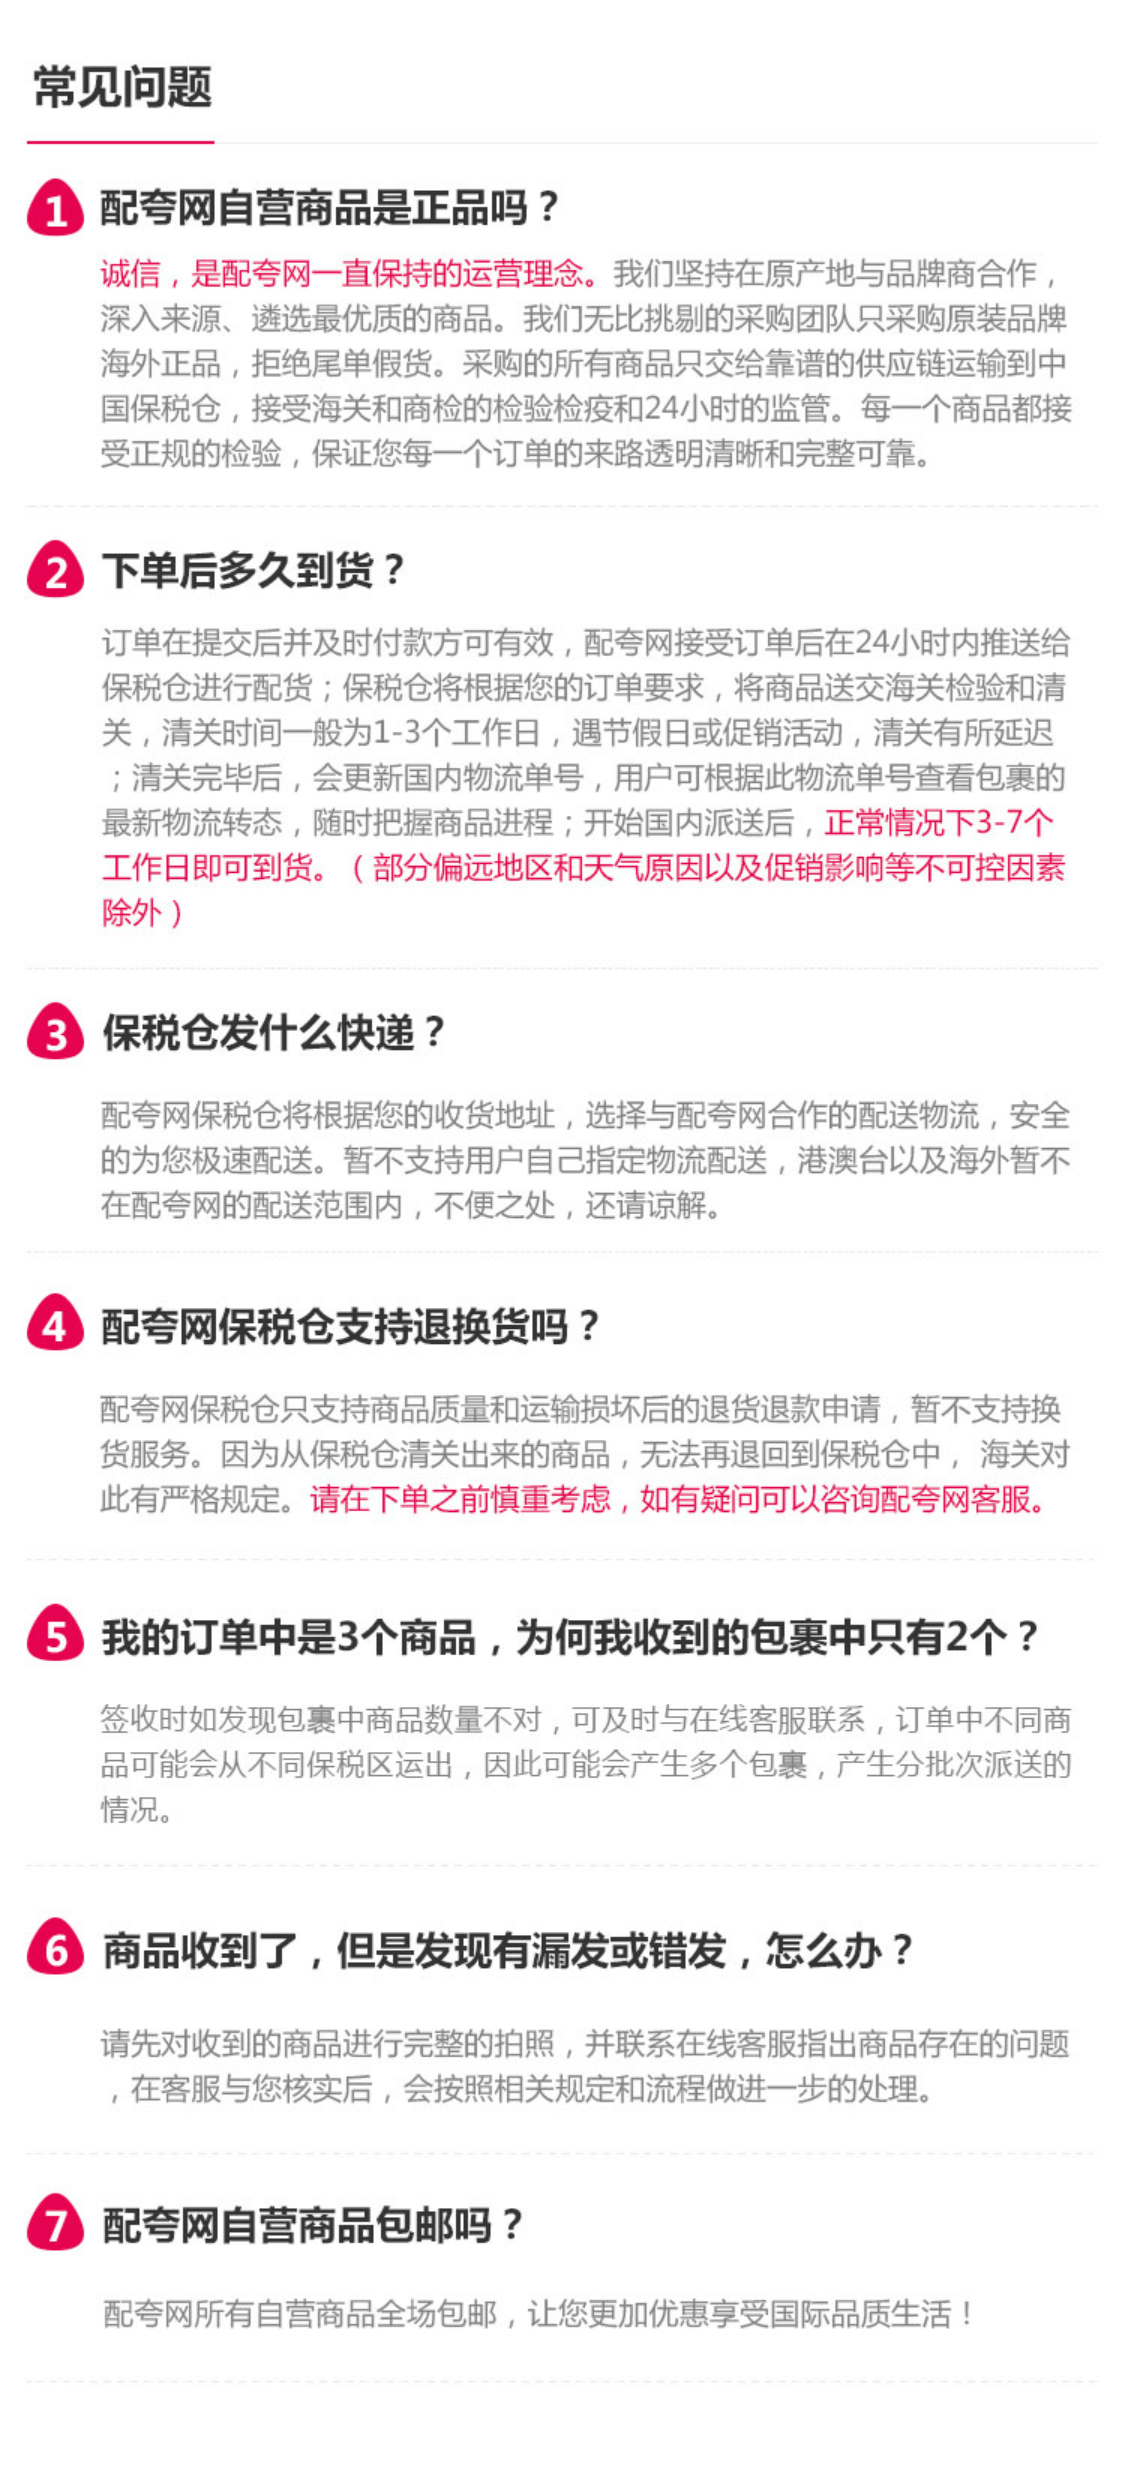 常见问题
1 配夸网自营商品是正品吗？
诚信，是配夸网一直保持的运营理念。我们坚持在原产地与品牌商合作，
深入来源、遴选最优质的商品。我们无比挑剔的采购团队只采购原装品牌
海外正品，拒绝尾单假货。采购的所有商品只交给靠谱的供应链运输到中
国保税仓，接受海关和商检的检验检疫和24小时的监管。每一个商品都接
受正规的检验，保证您每一个订单的来路透明清晰和完整可靠。
2 下单后多久到货？
订单在提交后并及时付款方可有效，配夸网接受订单后在24小时内推送给
保税仓进行配货；保税仓将根据您的订单要求，将商品送交海关检验和清
关，清关时间一般为1-3个工作日，遇节假日或促销活动，清关有所延迟
；清关完毕后，会更新国内物流单号，用户可根据此物流单号查看包裹的
最新物流转态，随时把握商品进程；开始国内派送后，正常情况下3-7个
工作日即可到货。（部分偏远地区和天气原因以及促销影响等不可控因素
除外）
3 保税仓发什么快递？
配夸网保税仓将根据您的收货地址，选择与配夸网合作的配送物流，安全
的为您极速配送。暂不支持用户自己指定物流配送，港澳台以及海外暂不
在配夸网的配送范围内，不便之处，还请谅解。
4 配夸网保税仓支持退换货吗？
配夸网保税仓只支持商品质量和运输损坏后的退货退款申请，暂不支持换
货服务。因为从保税仓清关出来的商品，无法再退回到保税仓中， 海关对
此有严格规定。请在下单之前慎重考虑，如有疑问可以咨询配夸网客服。
5 我的订单中是3个商品，为何我收到的包裹中只有2个？
签收时如发现包裹中商品数量不对，可及时与在线客服联系，订单中不同商
品可能会从不同保税区运出，因此可能会产生多个包裹，产生分批次派送的
情况。
6 商品收到了，但是发现有漏发或错发，怎么办？
请先对收到的商品进行完整的拍照，并联系在线客服指出商品存在的问题
，在客服与您核实后，会按照相关规定和流程做进一步的处理。
7 配夸网自营商品包邮吗？
配夸网所有自营商品全场包邮，让您更加优惠享受国际品质生活！